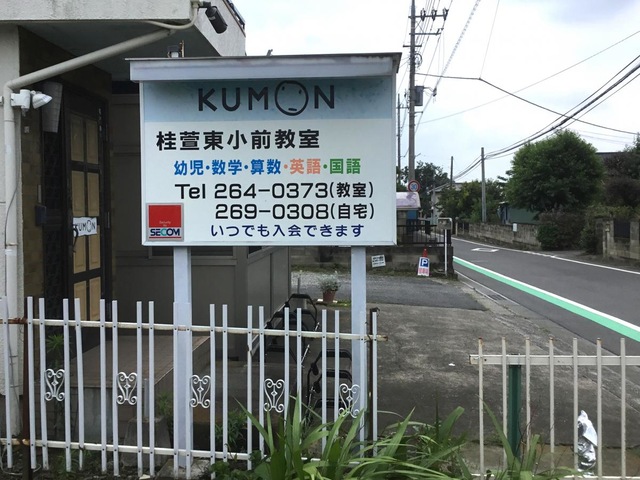 KUMON
桂萱東小前教室
幼児・数学・算数・英語・国語
Tel 264-0373(教室)
269-0308(自宅)
SECOM
いつでも入会できます
KUMON
P